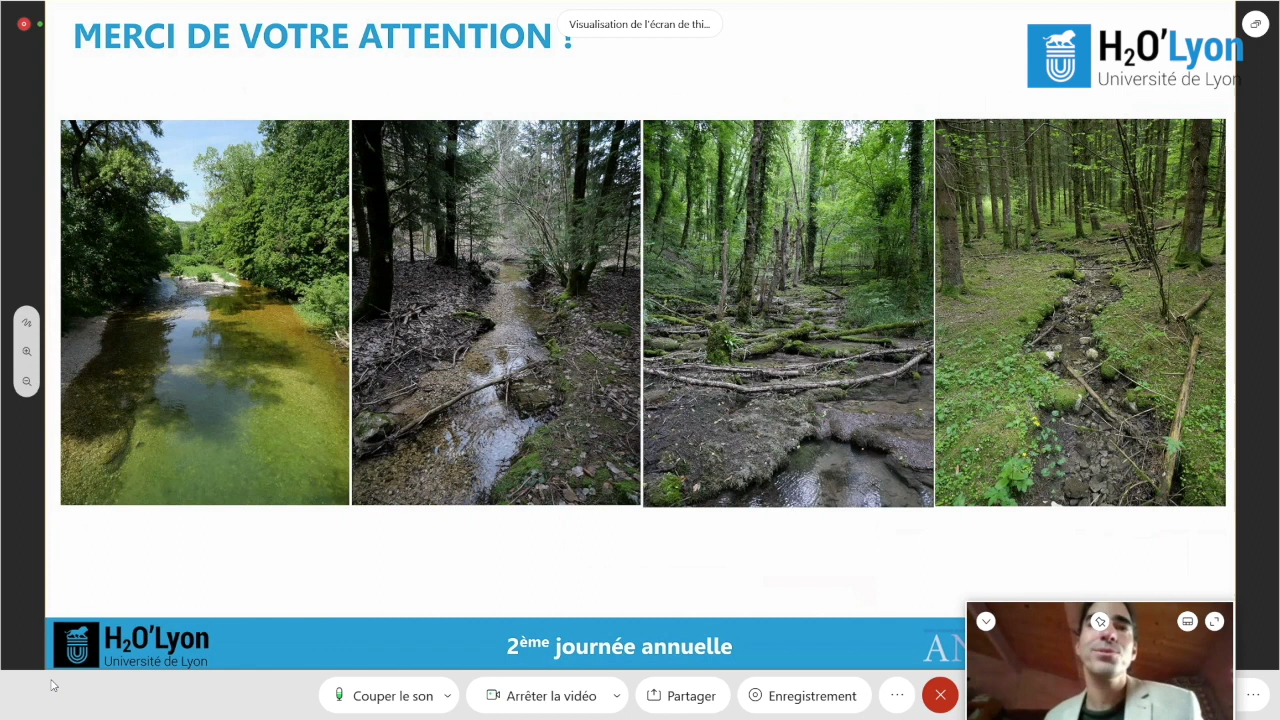 MERCI DE VOTRE ATTENTION !
Visualisation de l'écran de thi...
H₂O'Lyon
Université de Lyon
H₂O'Lyon
Université de Lyon
2ème journée annuelle
AN
Couper le son
Arrêter la vidéo
Partager
Enregistrement